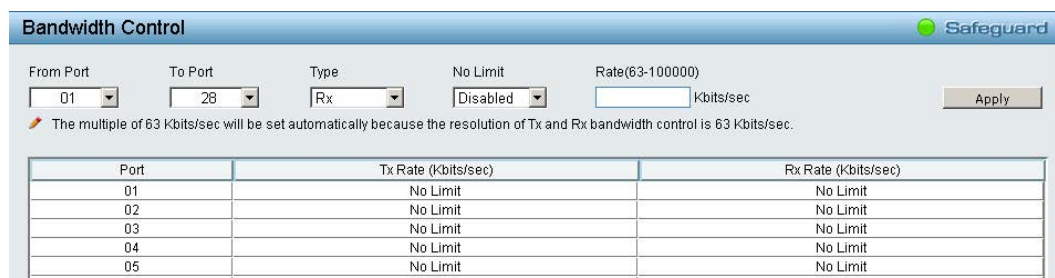 Bandwidth Control Safeguard
From Port To Port Type No Limit Rate(63-100000)
01 28 Rx Disabled Kbits/sec Apply
The multiple of 63 Kbits/sec will be set automatically because the resolution of Tx and Rx bandwidth control is 63 Kbits/sec.
Port Tx Rate (Kbits/sec) Rx Rate (Kbits/sec)
01 No Limit No Limit
02 No Limit No Limit
03 No Limit No Limit
04 No Limit No Limit
05 No Limit No Limit